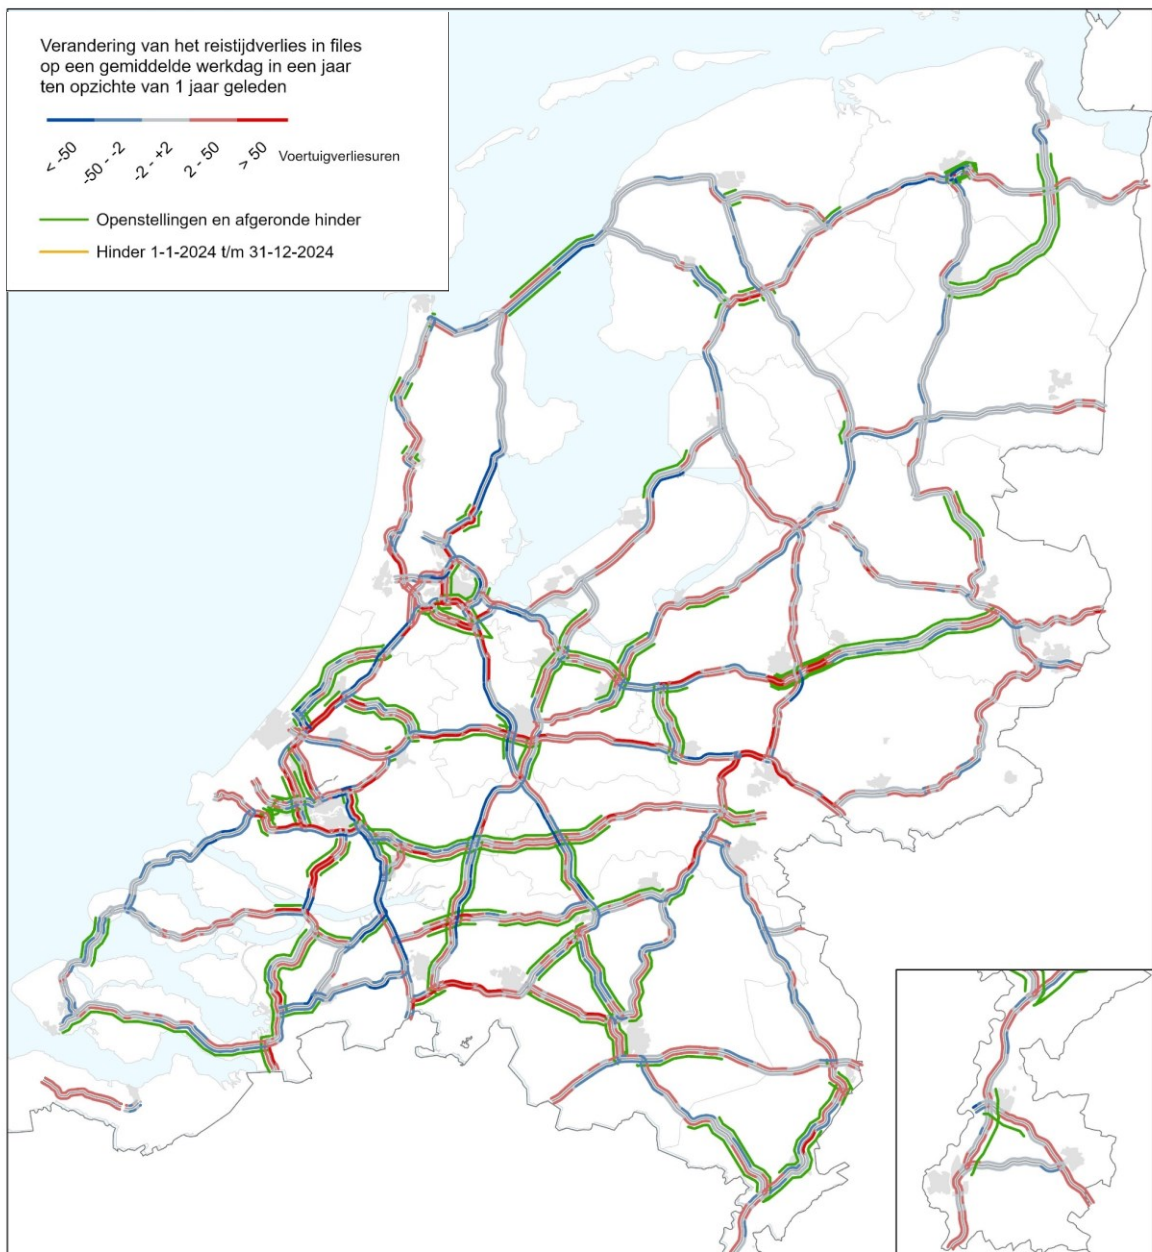 Verandering van het reistijdverlies in files
op een gemiddelde werkdag in een jaar
ten opzichte van 1 jaar geleden
< -50
-50 - -2
-2 - +2
2 - 50
> 50
Voertuigverliesuren
Openstellingen en afgeronde hinder
Hinder 1-1-2024 t/m 31-12-2024